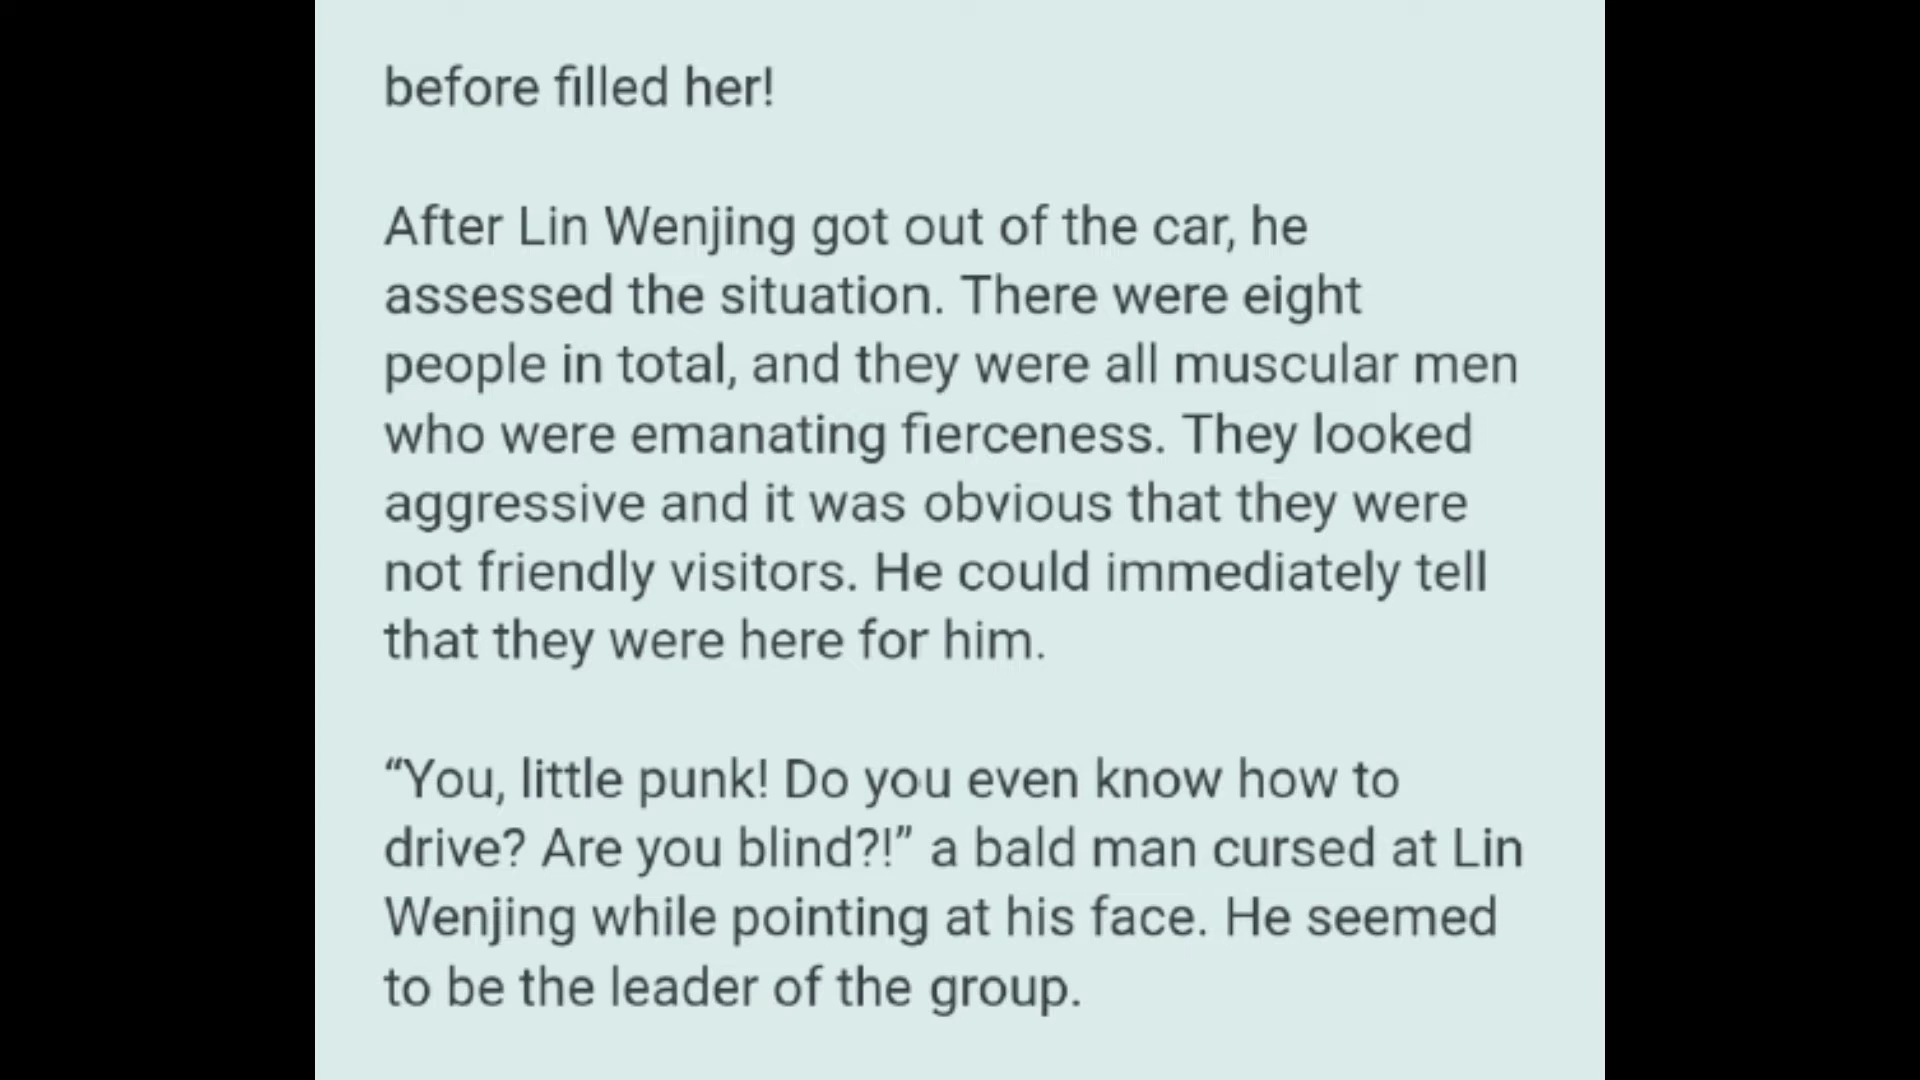 before filled her!
After Lin Wenjing got out of the car, he
assessed the situation. There were eight
people in total, and they were all muscular men
who were emanating fierceness. They looked
aggressive and it was obvious that they were
not friendly visitors. He could immediately tell
that they were here for him.
“You, little punk! Do you even know how to
drive? Are you blind?!” a bald man cursed at Lin
Wenjing while pointing at his face. He seemed
to be the leader of the group.